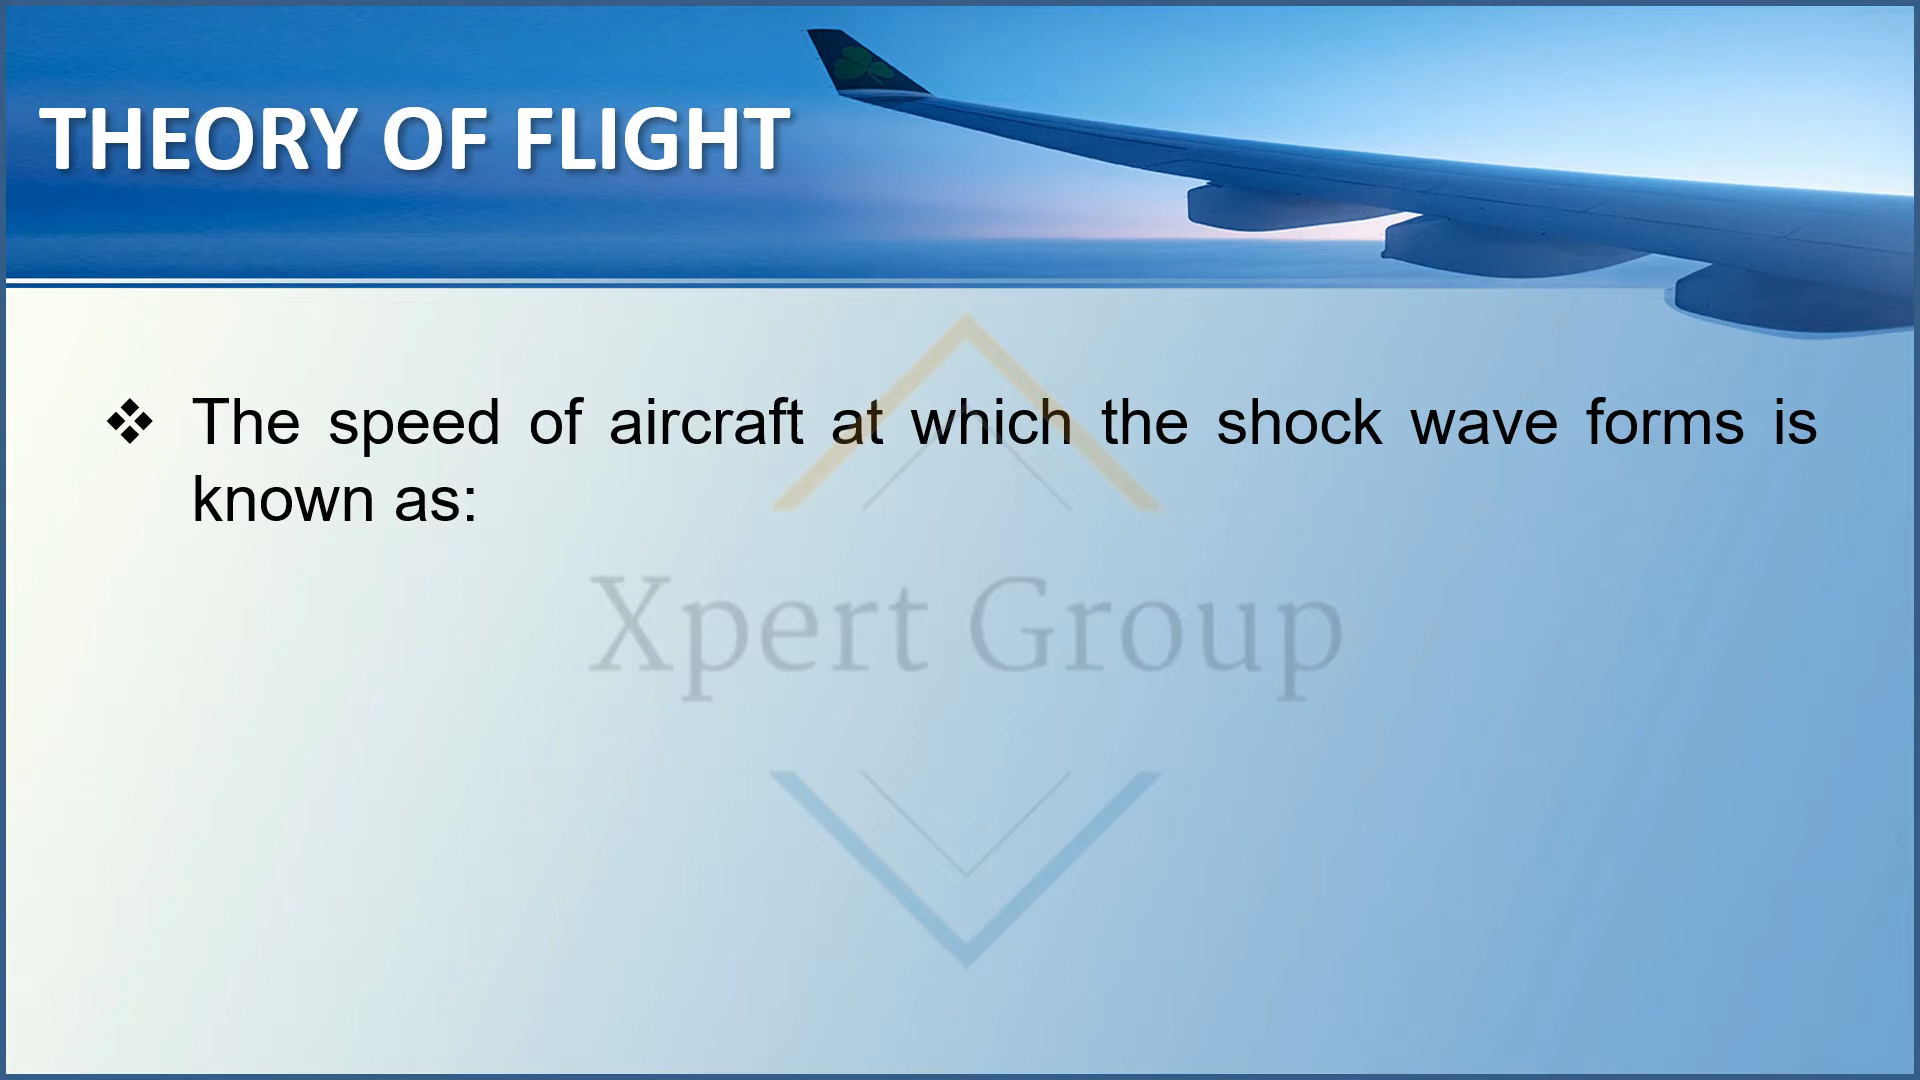 THEORY OF FLIGHT
❖ The speed of aircraft at which the shock wave forms is
known as:
Xpert Group